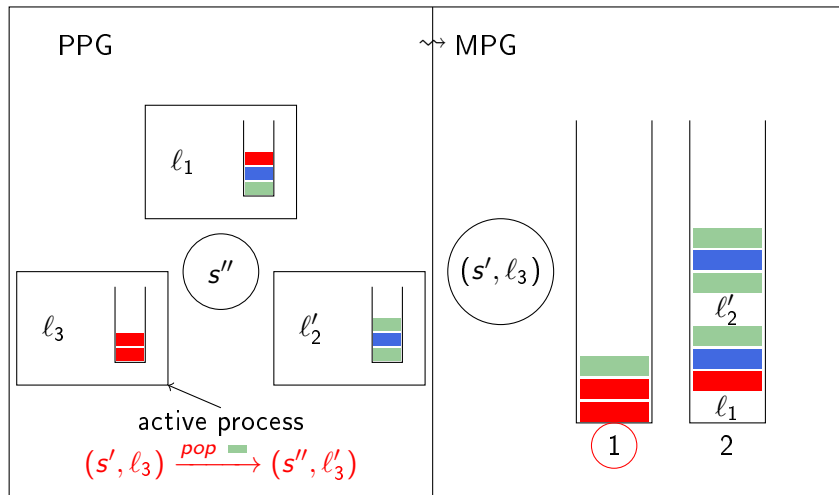 PPG
⇝ MPG
ℓ₁
s″
(s′, ℓ₃)
ℓ₃
ℓ′₂
ℓ′₂
ℓ₁
active process
1
2
(s′, ℓ₃) pop → (s″, ℓ′₃)